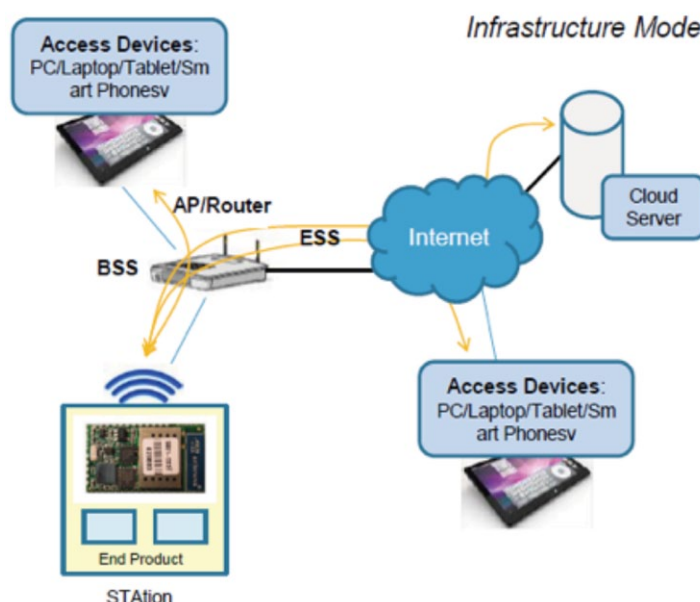 Infrastructure Mode
Access Devices:
PC/Laptop/Tablet/Sm
art Phonesv
AP/Router
ESS
BSS
Internet
Cloud
Server
Access Devices:
PC/Laptop/Tablet/Sm
art Phonesv
End Product
STAtion